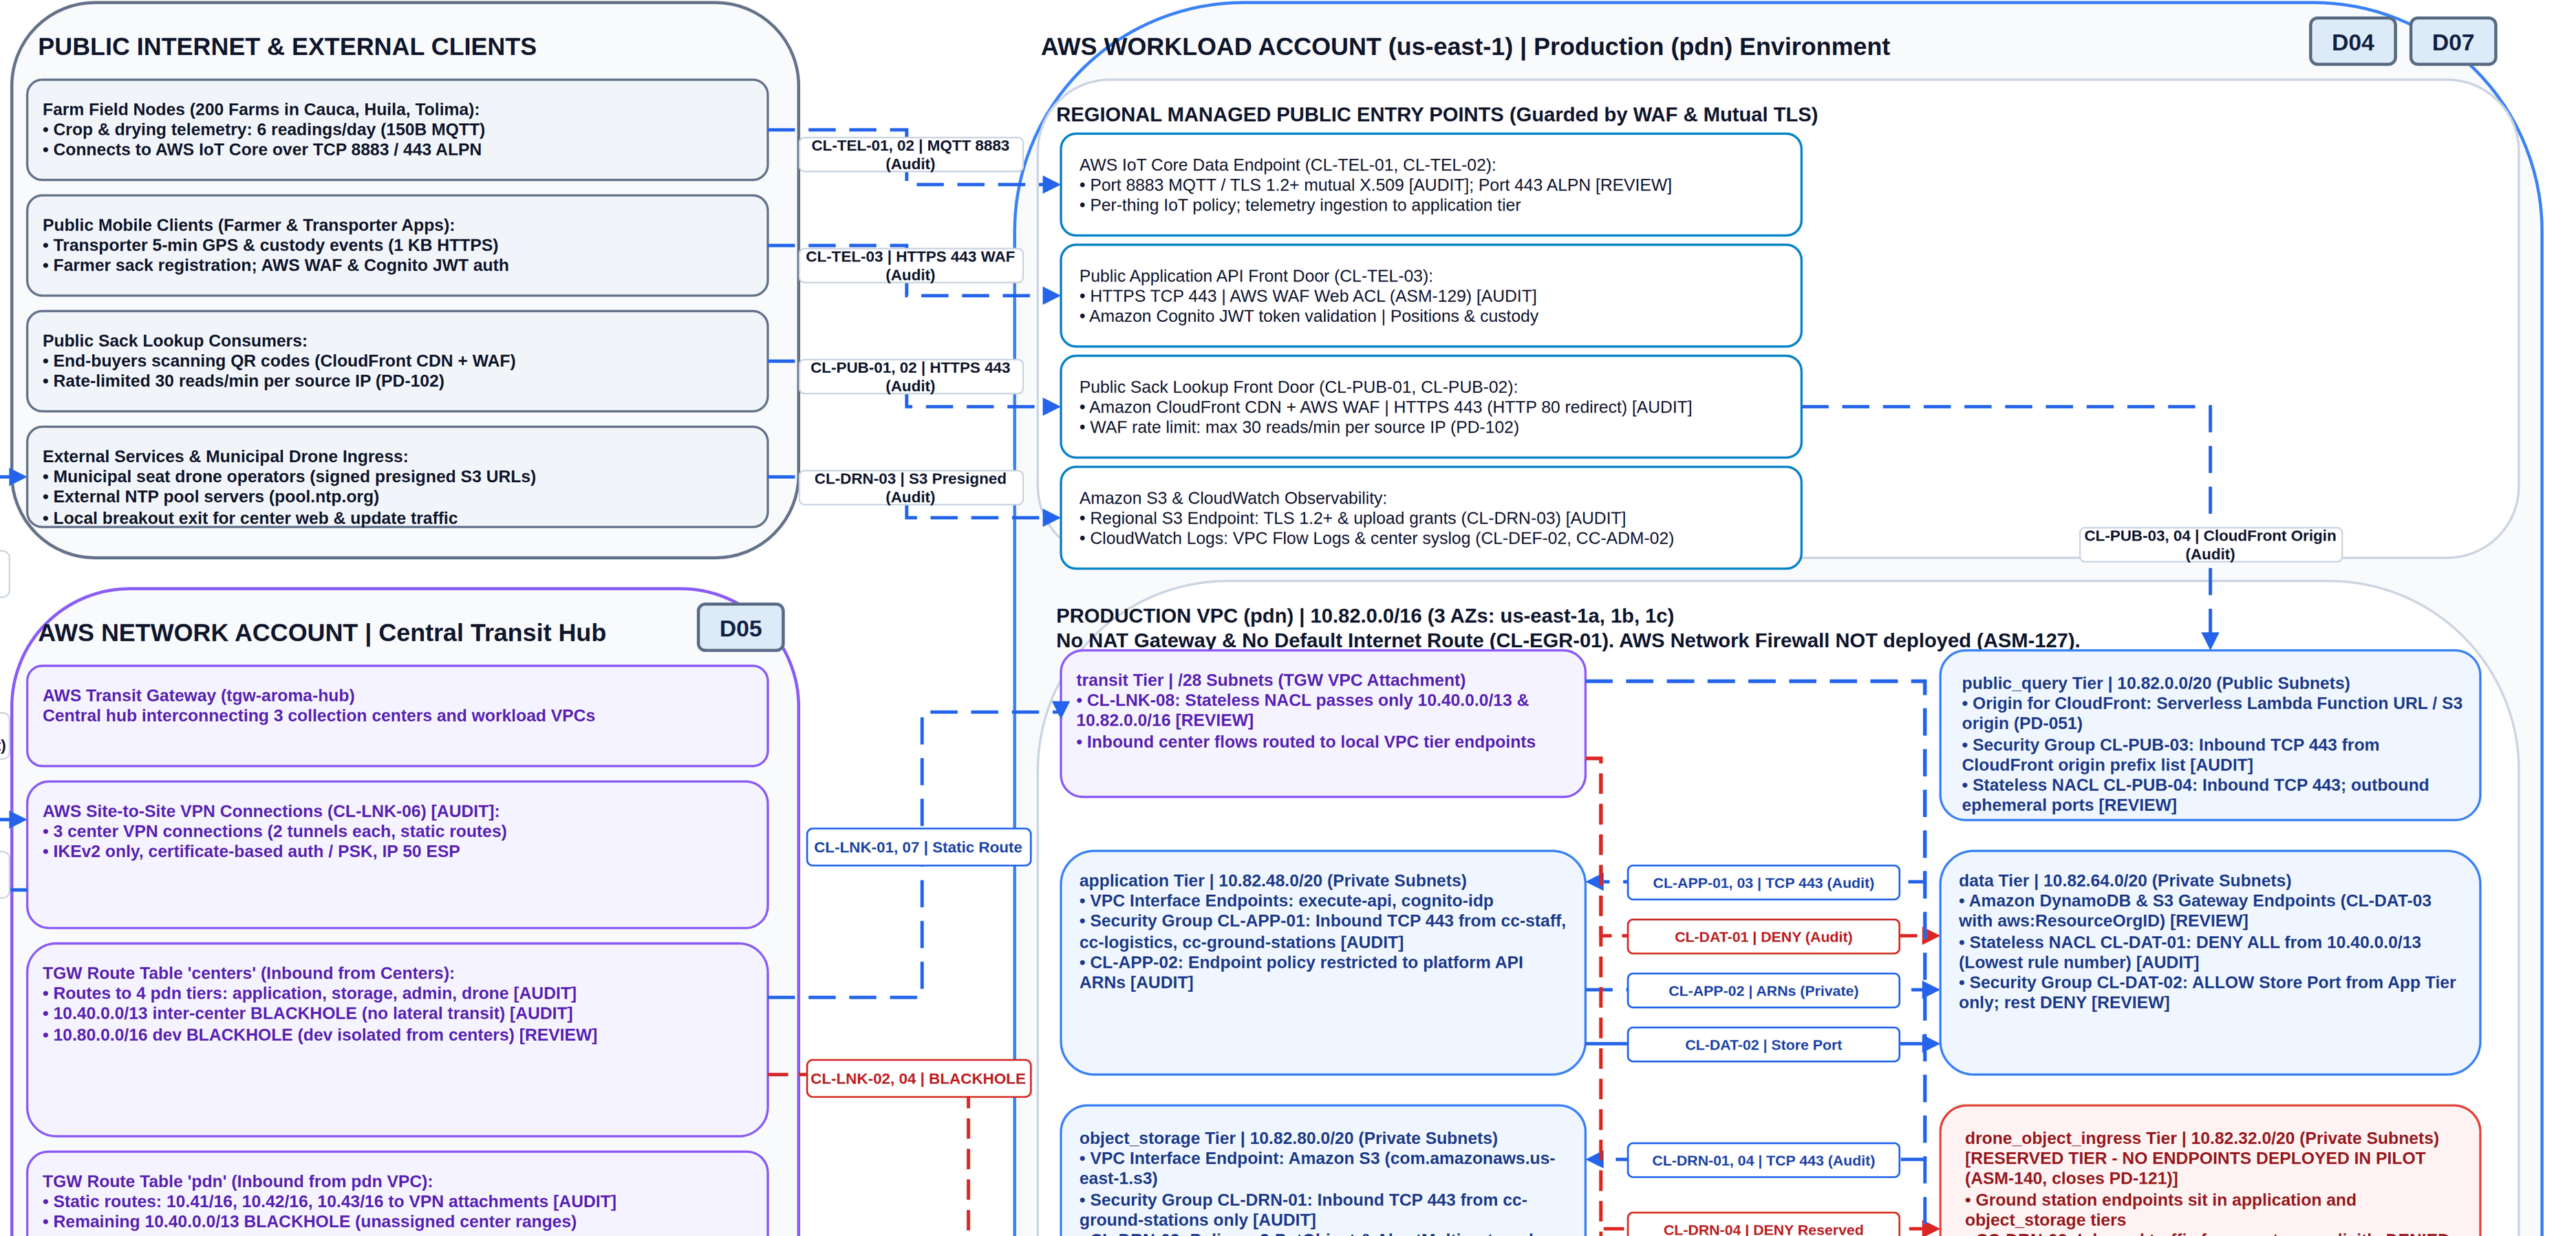 PUBLIC INTERNET & EXTERNAL CLIENTS
Farm Field Nodes (200 Farms in Cauca, Huila, Tolima):
• Crop & drying telemetry: 6 readings/day (150B MQTT)
• Connects to AWS IoT Core over TCP 8883 / 443 ALPN
Public Mobile Clients (Farmer & Transporter Apps):
• Transporter 5-min GPS & custody events (1 KB HTTPS)
• Farmer sack registration; AWS WAF & Cognito JWT auth
Public Sack Lookup Consumers:
• End-buyers scanning QR codes (CloudFront CDN + WAF)
• Rate-limited 30 reads/min per source IP (PD-102)
External Services & Municipal Drone Ingress:
• Municipal seat drone operators (signed presigned S3 URLs)
• External NTP pool servers (pool.ntp.org)
• Local breakout exit for center web & update traffic
CL-TEL-01, 02 | MQTT 8883
(Audit)
CL-TEL-03 | HTTPS 443 WAF
(Audit)
CL-PUB-01, 02 | HTTPS 443
(Audit)
CL-DRN-03 | S3 Presigned
(Audit)
AWS WORKLOAD ACCOUNT (us-east-1) | Production (pdn) Environment
D04
D07
REGIONAL MANAGED PUBLIC ENTRY POINTS (Guarded by WAF & Mutual TLS)
AWS IoT Core Data Endpoint (CL-TEL-01, CL-TEL-02):
• Port 8883 MQTT / TLS 1.2+ mutual X.509 [AUDIT]; Port 443 ALPN [REVIEW]
• Per-thing IoT policy; telemetry ingestion to application tier
Public Application API Front Door (CL-TEL-03):
• HTTPS TCP 443 | AWS WAF Web ACL (ASM-129) [AUDIT]
• Amazon Cognito JWT token validation | Positions & custody
Public Sack Lookup Front Door (CL-PUB-01, CL-PUB-02):
• Amazon CloudFront CDN + AWS WAF | HTTPS 443 (HTTP 80 redirect) [AUDIT]
• WAF rate limit: max 30 reads/min per source IP (PD-102)
Amazon S3 & CloudWatch Observability:
• Regional S3 Endpoint: TLS 1.2+ & upload grants (CL-DRN-03) [AUDIT]
• CloudWatch Logs: VPC Flow Logs & center syslog (CL-DEF-02, CC-ADM-02)
CL-PUB-03, 04 | CloudFront Origin
(Audit)
AWS NETWORK ACCOUNT | Central Transit Hub
D05
AWS Transit Gateway (tgw-aroma-hub)
Central hub interconnecting 3 collection centers and workload VPCs
AWS Site-to-Site VPN Connections (CL-LNK-06) [AUDIT]:
• 3 center VPN connections (2 tunnels each, static routes)
• IKEv2 only, certificate-based auth / PSK, IP 50 ESP
TGW Route Table 'centers' (Inbound from Centers):
• Routes to 4 pdn tiers: application, storage, admin, drone [AUDIT]
• 10.40.0.0/13 inter-center BLACKHOLE (no lateral transit) [AUDIT]
• 10.80.0.0/16 dev BLACKHOLE (dev isolated from centers) [REVIEW]
TGW Route Table 'pdn' (Inbound from pdn VPC):
• Static routes: 10.41/16, 10.42/16, 10.43/16 to VPN attachments [AUDIT]
• Remaining 10.40.0.0/13 BLACKHOLE (unassigned center ranges)
CL-LNK-01, 07 | Static Route
CL-LNK-02, 04 | BLACKHOLE
PRODUCTION VPC (pdn) | 10.82.0.0/16 (3 AZs: us-east-1a, 1b, 1c)
No NAT Gateway & No Default Internet Route (CL-EGR-01). AWS Network Firewall NOT deployed (ASM-127).
transit Tier | /28 Subnets (TGW VPC Attachment)
• CL-LNK-08: Stateless NACL passes only 10.40.0.0/13 &
10.82.0.0/16 [REVIEW]
• Inbound center flows routed to local VPC tier endpoints
public_query Tier | 10.82.0.0/20 (Public Subnets)
• Origin for CloudFront: Serverless Lambda Function URL / S3
origin (PD-051)
• Security Group CL-PUB-03: Inbound TCP 443 from
CloudFront origin prefix list [AUDIT]
• Stateless NACL CL-PUB-04: Inbound TCP 443; outbound
ephemeral ports [REVIEW]
application Tier | 10.82.48.0/20 (Private Subnets)
• VPC Interface Endpoints: execute-api, cognito-idp
• Security Group CL-APP-01: Inbound TCP 443 from cc-staff,
cc-logistics, cc-ground-stations [AUDIT]
• CL-APP-02: Endpoint policy restricted to platform API
ARNs [AUDIT]
CL-APP-01, 03 | TCP 443 (Audit)
CL-DAT-01 | DENY (Audit)
CL-APP-02 | ARNs (Private)
CL-DAT-02 | Store Port
data Tier | 10.82.64.0/20 (Private Subnets)
• Amazon DynamoDB & S3 Gateway Endpoints (CL-DAT-03
with aws:ResourceOrgID) [REVIEW]
• Stateless NACL CL-DAT-01: DENY ALL from 10.40.0.0/13
(Lowest rule number) [AUDIT]
• Security Group CL-DAT-02: ALLOW Store Port from App Tier
only; rest DENY [REVIEW]
object_storage Tier | 10.82.80.0/20 (Private Subnets)
• VPC Interface Endpoint: Amazon S3 (com.amazonaws.us-
east-1.s3)
• Security Group CL-DRN-01: Inbound TCP 443 from cc-
ground-stations only [AUDIT]
CL-DRN-01, 04 | TCP 443 (Audit)
CL-DRN-04 | DENY Reserved
drone_object_ingress Tier | 10.82.32.0/20 (Private Subnets)
[RESERVED TIER - NO ENDPOINTS DEPLOYED IN PILOT
(ASM-140, closes PD-121)]
• Ground station endpoints sit in application and
object_storage tiers